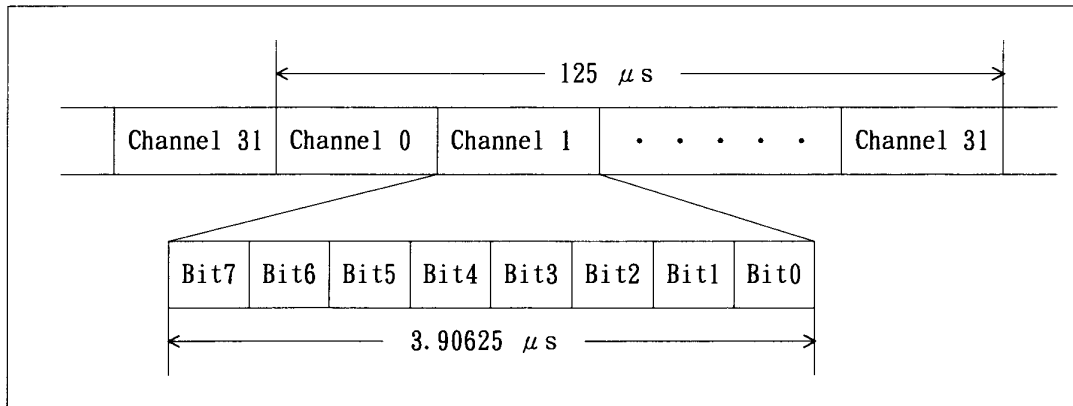 125 μs
Channel 31 Channel 0 Channel 1 · · · · · Channel 31
Bit7 Bit6 Bit5 Bit4 Bit3 Bit2 Bit1 Bit0
3.90625 μs